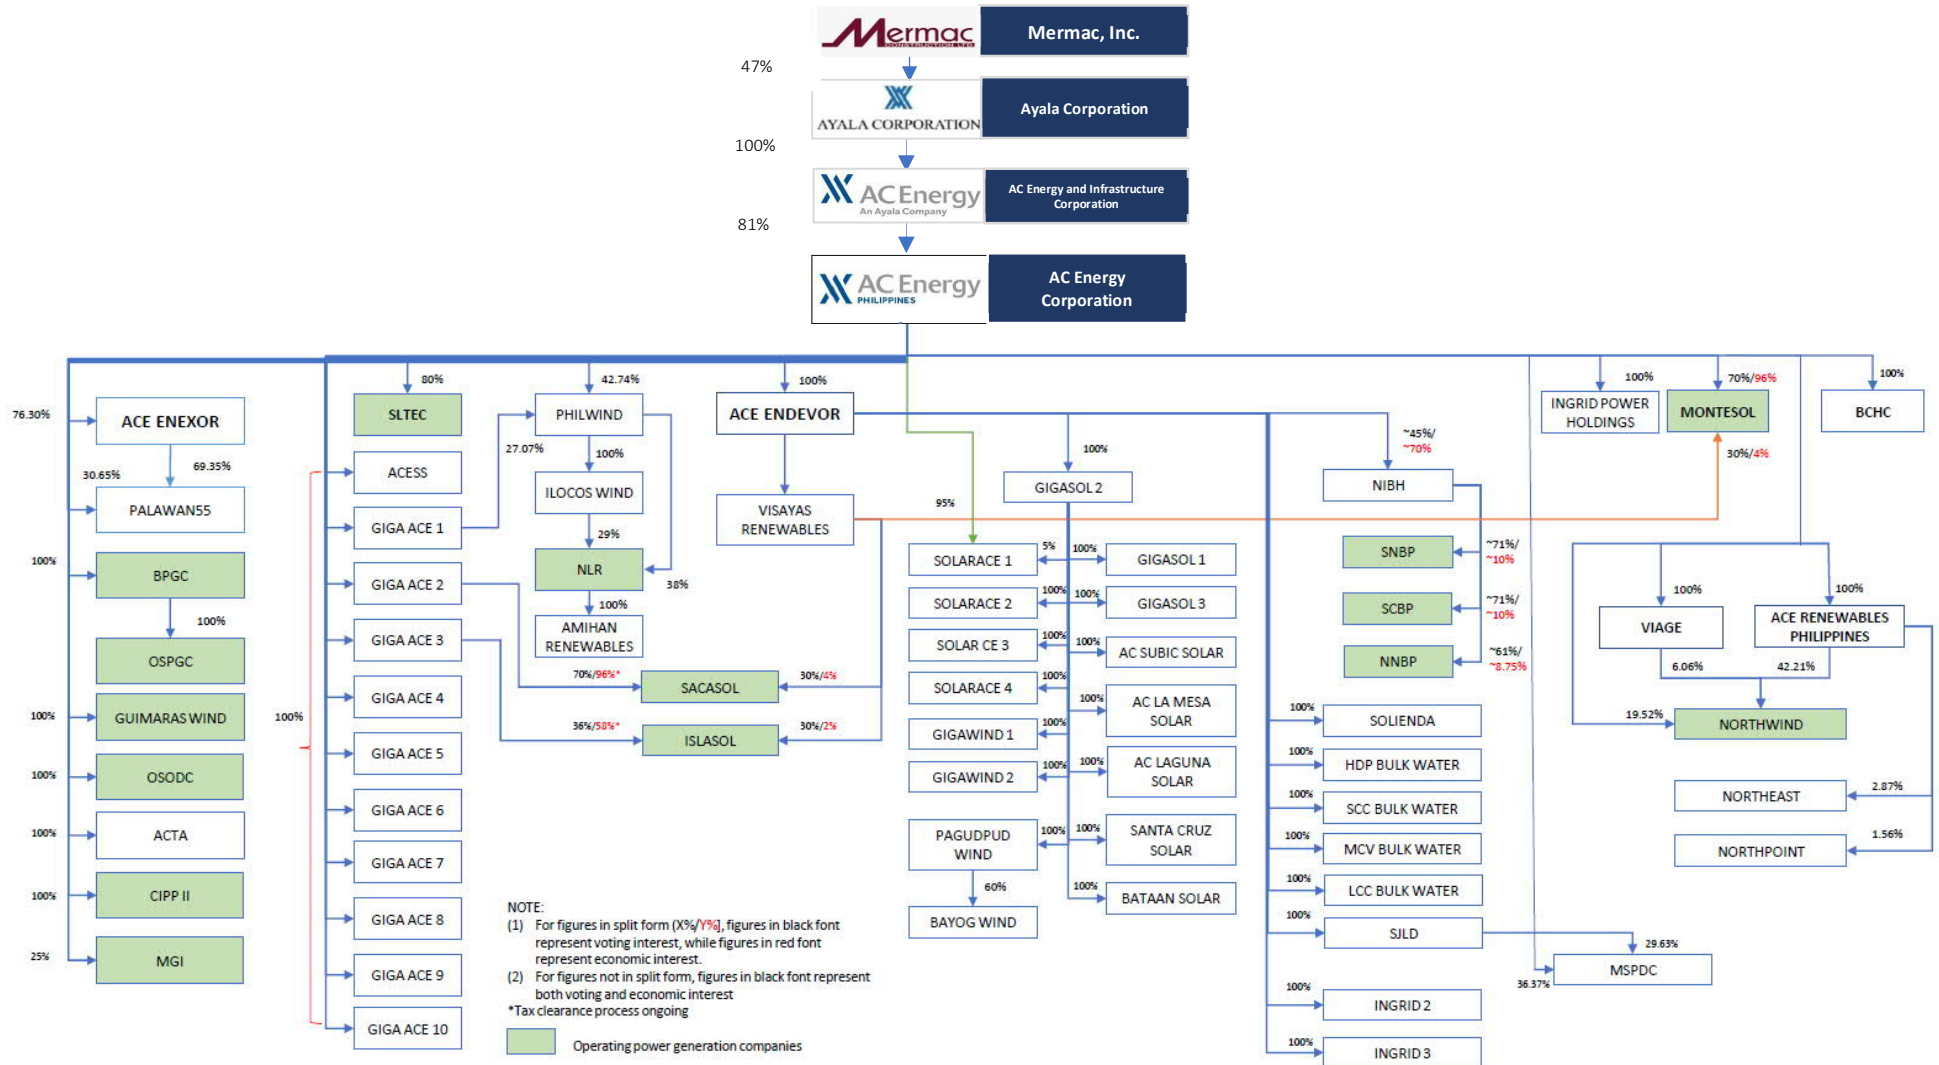 Mermac
CONSTRUCTION LTD.
Mermac, Inc.
47%
AYALA CORPORATION
Ayala Corporation
100%
AC Energy
An Ayala Company
AC Energy and Infrastructure
Corporation
81%
AC Energy
PHILIPPINES
AC Energy
Corporation
76.30%
ACE ENEXOR
69.35%
30.65%
PALAWAN55
100%
BPGC
100%
OSPGC
100%
GUIMARAS WIND
100%
OSODC
100%
ACTA
100%
CIPP II
25%
MGI
80%
SLTEC
100%
ACESS
GIGA ACE 1
GIGA ACE 2
GIGA ACE 3
GIGA ACE 4
GIGA ACE 5
GIGA ACE 6
GIGA ACE 7
GIGA ACE 8
GIGA ACE 9
GIGA ACE 10
42.74%
PHILWIND
27.07%
100%
ILOCOS WIND
29%
NLR
38%
100%
AMIHAN
RENEWABLES
70%/96%*
SACASOL
30%/4%
36%/58%*
ISLASOL
30%/2%
100%
ACE ENDEVOR
VISAYAS
RENEWABLES
95%
100%
GIGASOL 2
SOLARACE 1
5%
100%
GIGASOL 1
SOLARACE 2
100%
100%
GIGASOL 3
SOLAR CE 3
100%
100%
AC SUBIC SOLAR
SOLARACE 4
100%
100%
AC LA MESA
SOLAR
GIGAWIND 1
100%
GIGAWIND 2
100%
100%
AC LAGUNA
SOLAR
PAGUDPUD
WIND
100%
100%
SANTA CRUZ
SOLAR
60%
BAYOG WIND
100%
BATAAN SOLAR
~45%/
~70%
NIBH
SNBP
~71%/
~10%
SCBP
~71%/
~10%
NNBP
~61%/
~8.75%
100%
SOLIENDA
100%
HDP BULK WATER
100%
SCC BULK WATER
100%
MCV BULK WATER
100%
LCC BULK WATER
100%
SJLD
29.63%
MSPDC
36.37%
100%
INGRID 2
100%
INGRID 3
100%
INGRID POWER
HOLDINGS
70%/96%
MONTESOL
30%/4%
100%
BCHC
100%
VIAGE
100%
ACE RENEWABLES
PHILIPPINES
6.06%
42.21%
19.52%
NORTHWIND
NORTHEAST
2.87%
NORTHPOINT
1.56%
NOTE:
(1) For figures in split form (X%/Y%], figures in black font
represent voting interest, while figures in red font
represent economic interest.
(2) For figures not in split form, figures in black font represent
both voting and economic interest
*Tax clearance process ongoing
Operating power generation companies